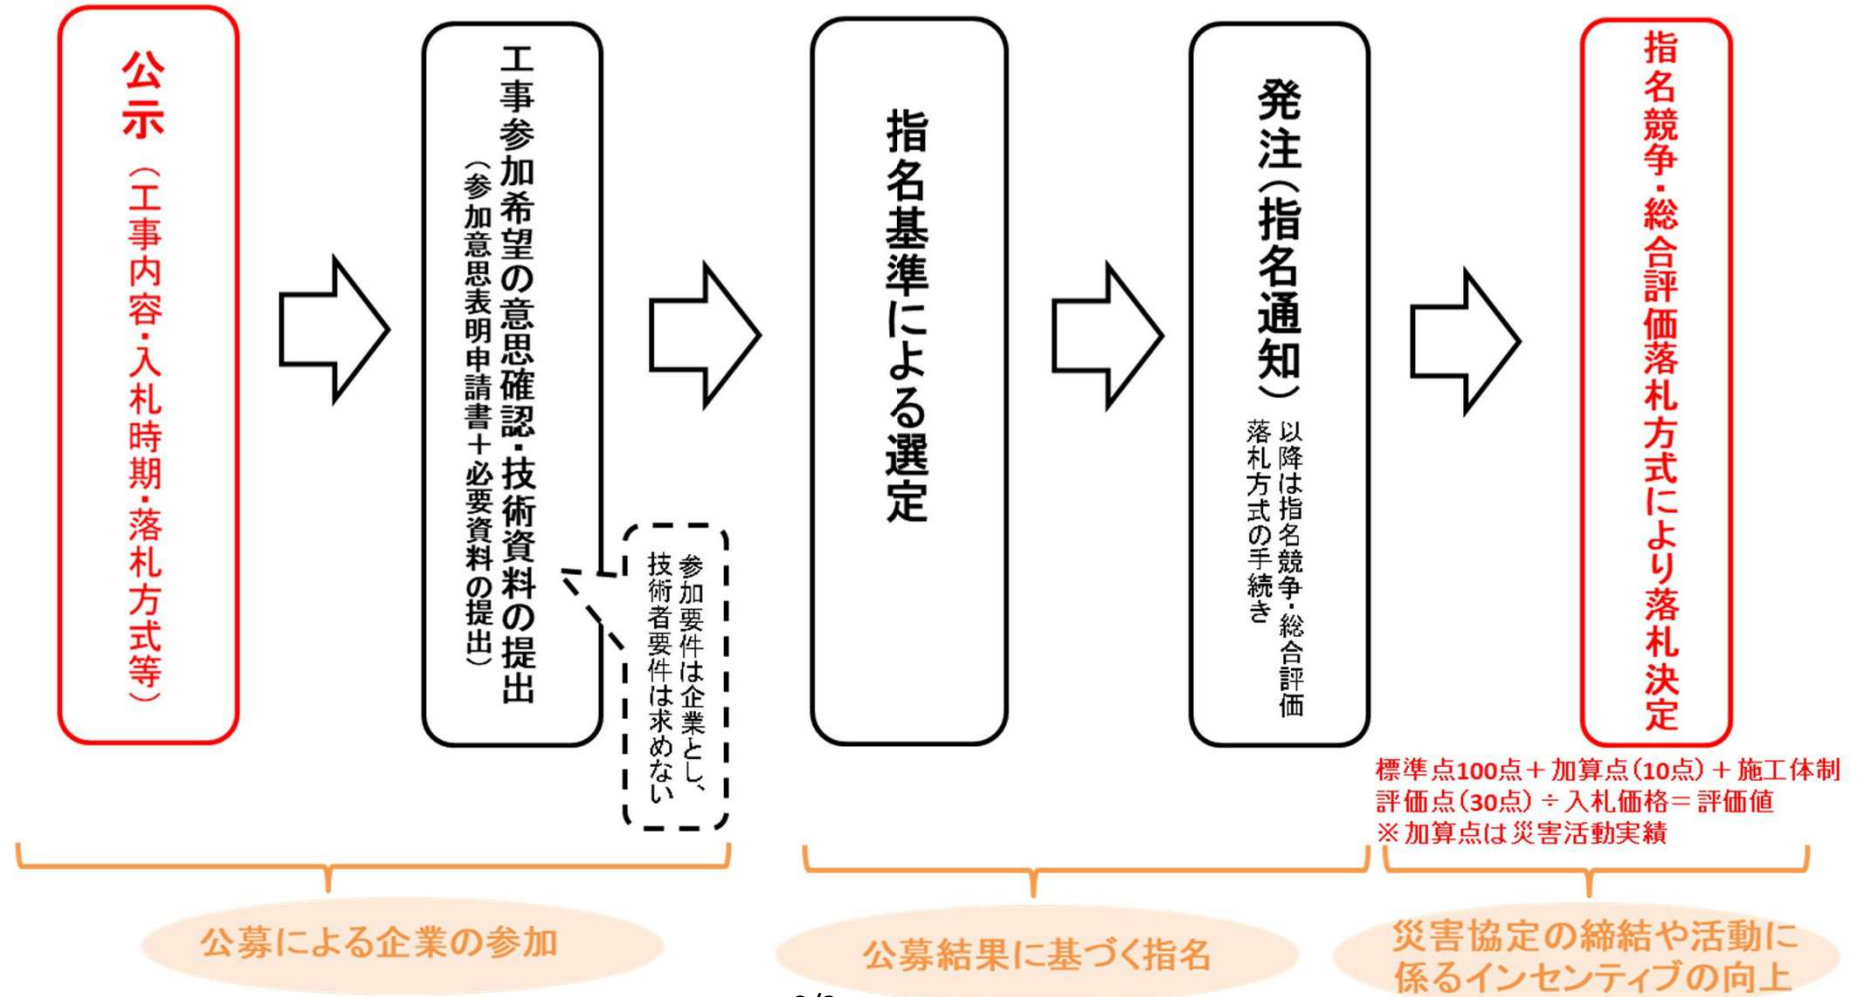 公示（工事内容・入札時期・落札方式等）
工事参加希望の意思確認・技術資料の提出
（参加意思表明申請書＋必要資料の提出）
参加要件は企業とし、
技術者要件は求めない
指名基準による選定
発注（指名通知）
以降は指名競争・総合評価
落札方式の手続き
指名競争・総合評価落札方式により落札決定
標準点100点＋加算点（10点）＋施工体制
評価点（30点）÷入札価格＝評価値
※加算点は災害活動実績
公募による企業の参加
公募結果に基づく指名
災害協定の締結や活動に
係るインセンティブの向上